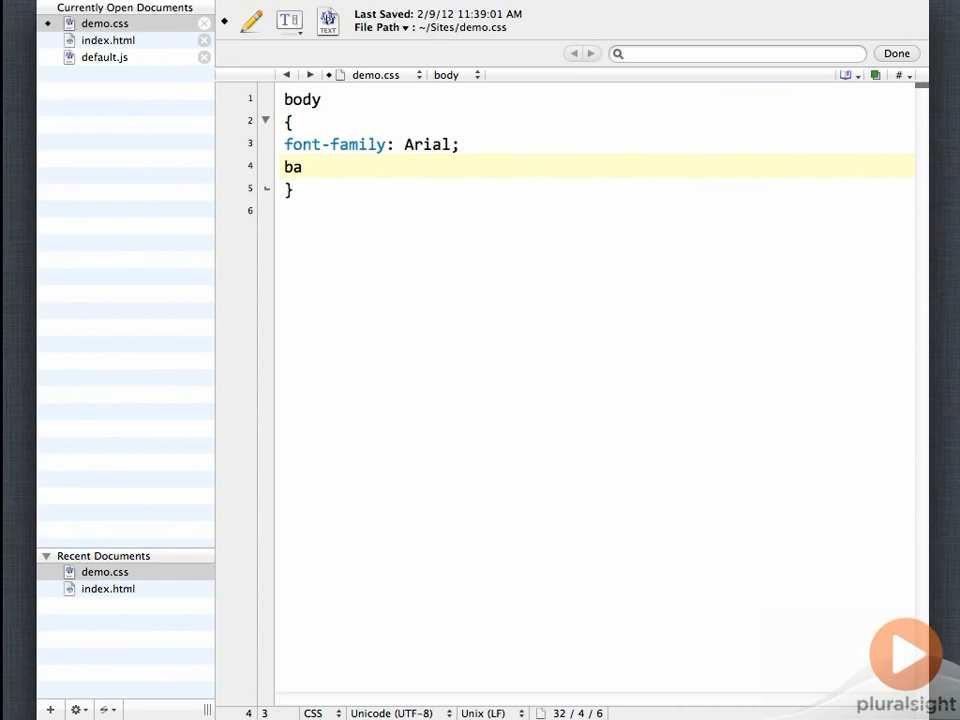 Currently Open Documents
demo.css
index.html
default.js
Last Saved: 2/9/12 11:39:01 AM
File Path ▾ : ~/Sites/demo.css
TEXT
Done
demo.css body #
1 body
2 {
3 font-family: Arial;
4 ba
5 }
6
Recent Documents
demo.css
index.html
4 3 CSS Unicode (UTF-8) Unix (LF) 32 / 4 / 6
pluralsight